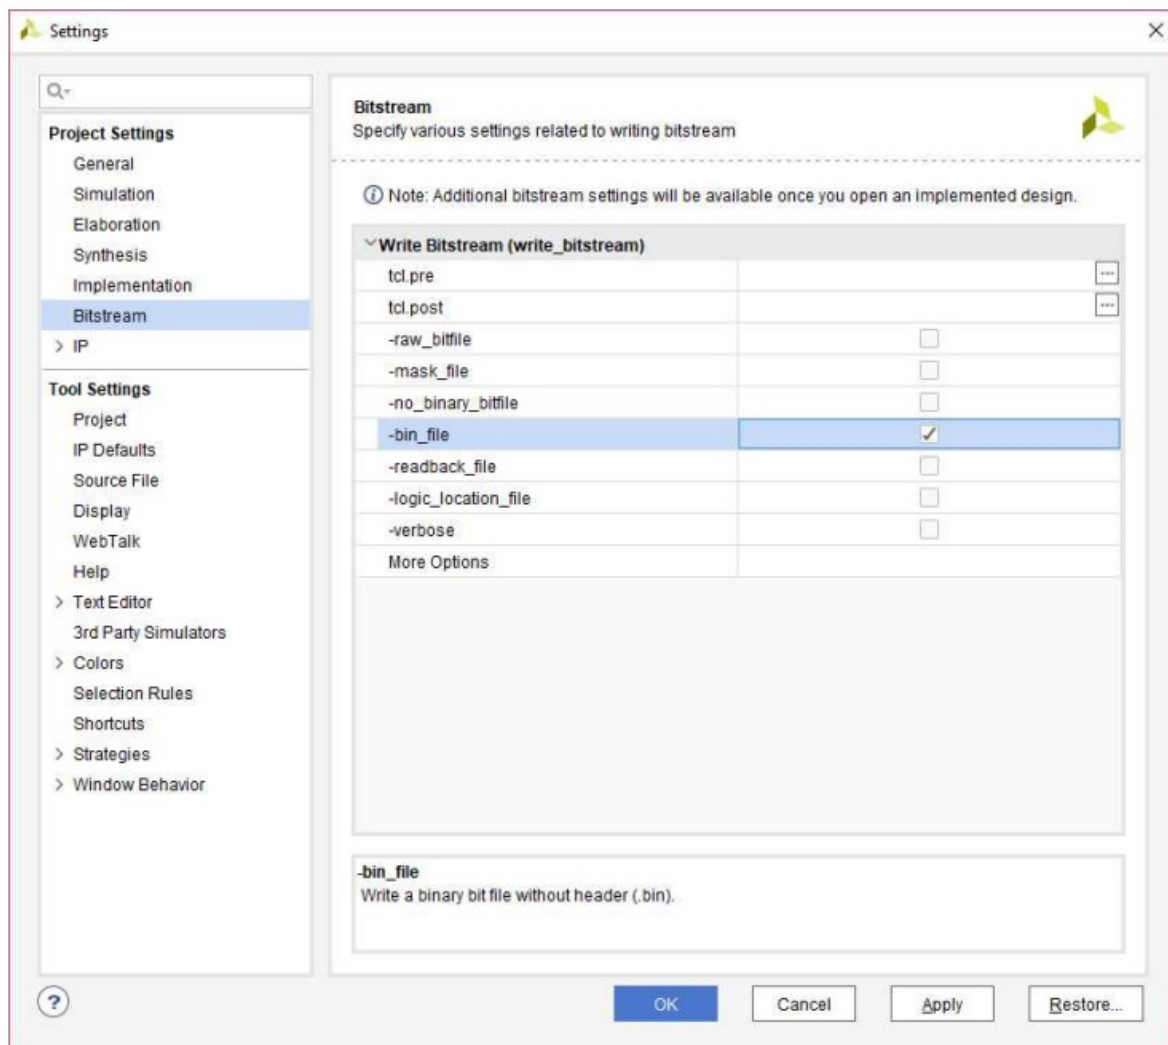 Settings
Project Settings
General
Simulation
Elaboration
Synthesis
Implementation
Bitstream
> IP
Tool Settings
Project
IP Defaults
Source File
Display
WebTalk
Help
> Text Editor
3rd Party Simulators
> Colors
Selection Rules
Shortcuts
> Strategies
> Window Behavior
Bitstream
Specify various settings related to writing bitstream
Note: Additional bitstream settings will be available once you open an implemented design.
Write Bitstream (write_bitstream)
tcl.pre
tcl.post
-raw_bitfile
-mask_file
-no_binary_bitfile
-bin_file
-readback_file
-logic_location_file
-verbose
More Options
-bin_file
Write a binary bit file without header (.bin).
? OK Cancel Apply Restore...